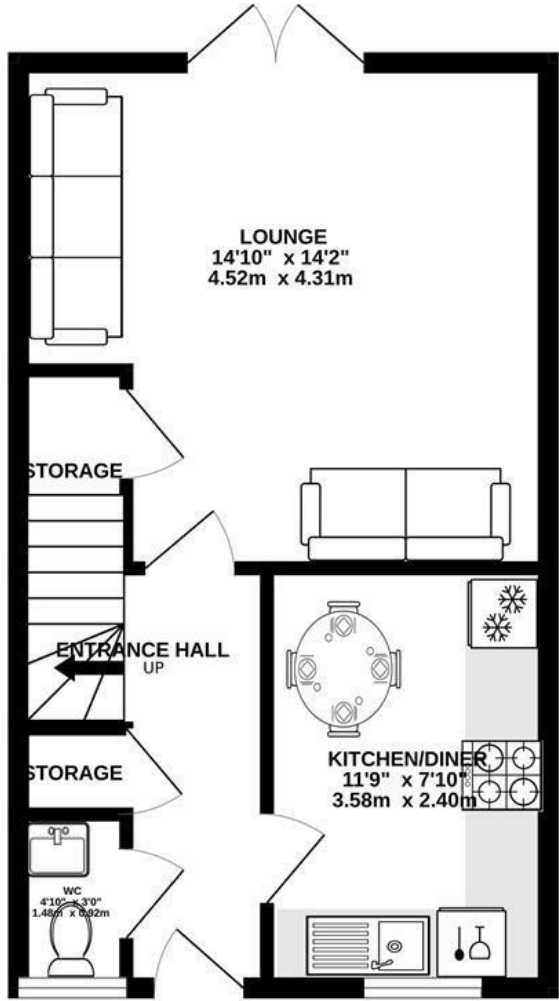 LOUNGE
14'10" x 14'2"
4.52m x 4.31m
STORAGE
ENTRANCE HALL
UP
STORAGE
KITCHEN/DINER
11'9" x 7'10"
3.58m x 2.40m
WC
4'10" x 3'0"
1.48m x 0.92m